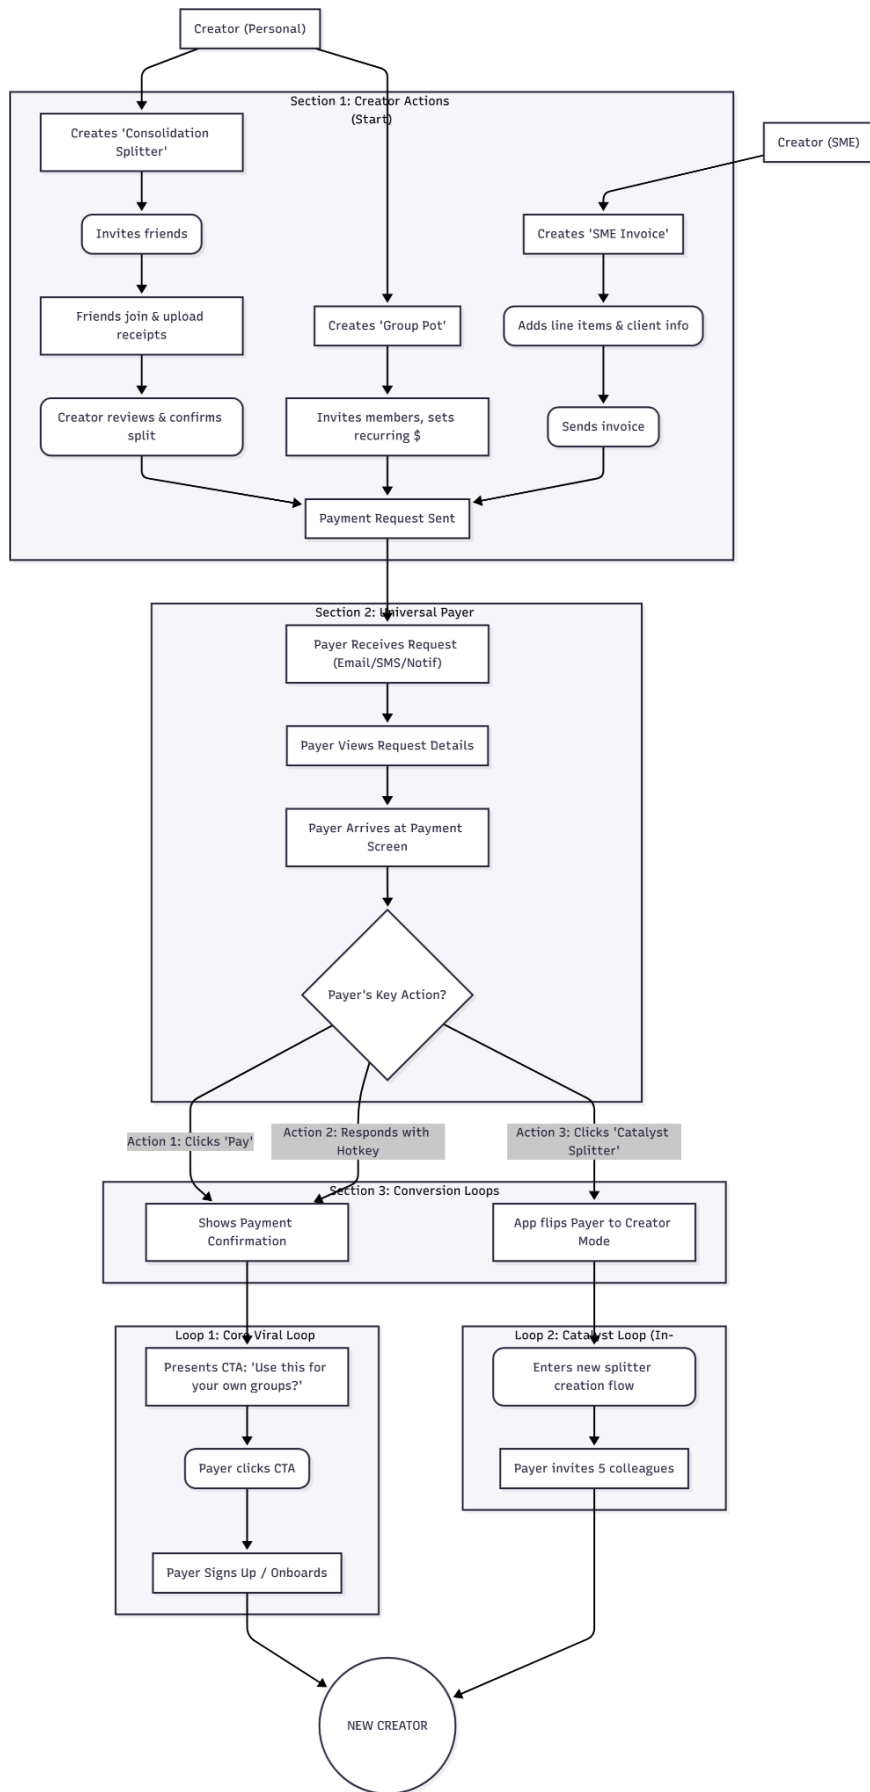 Creator (Personal)
Section 1: Creator Actions
(Start)
Creates 'Consolidation
Splitter'
Creator (SME)
Invites friends
Creates 'SME Invoice'
Friends join & upload
receipts
Creates 'Group Pot'
Adds line items & client info
Creator reviews & confirms
split
Invites members, sets
recurring $
Sends invoice
Payment Request Sent
Section 2: Universal Payer
Payer Receives Request
(Email/SMS/Notif)
Payer Views Request Details
Payer Arrives at Payment
Screen
Payer's Key Action?
Action 1: Clicks 'Pay'
Action 2: Responds with
Hotkey
Action 3: Clicks 'Catalyst
Splitter'
Section 3: Conversion Loops
Shows Payment
Confirmation
App flips Payer to Creator
Mode
Loop 1: Core Viral Loop
Loop 2: Catalyst Loop (In-
Presents CTA: 'Use this for
your own groups?'
Enters new splitter
creation flow
Payer clicks CTA
Payer invites 5 colleagues
Payer Signs Up / Onboards
NEW CREATOR